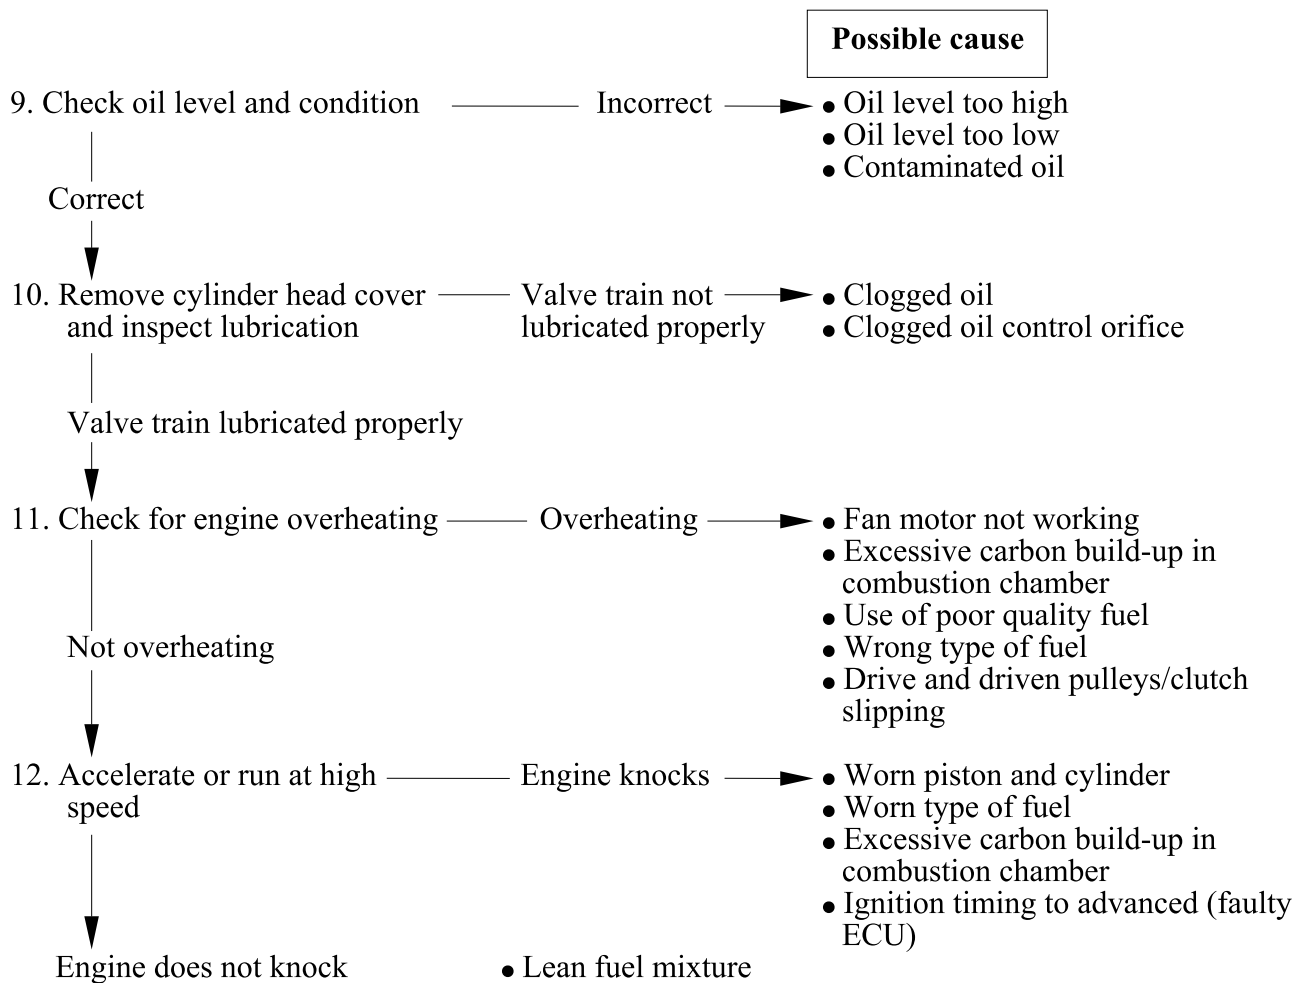 Possible cause
9. Check oil level and condition
Incorrect
● Oil level too high
● Oil level too low
● Contaminated oil
Correct
10. Remove cylinder head cover
and inspect lubrication
Valve train not
lubricated properly
● Clogged oil
● Clogged oil control orifice
Valve train lubricated properly
11. Check for engine overheating
Overheating
● Fan motor not working
● Excessive carbon build-up in
combustion chamber
● Use of poor quality fuel
● Wrong type of fuel
● Drive and driven pulleys/clutch
slipping
Not overheating
12. Accelerate or run at high
speed
Engine knocks
● Worn piston and cylinder
● Worn type of fuel
● Excessive carbon build-up in
combustion chamber
● Ignition timing to advanced (faulty
ECU)
Engine does not knock
● Lean fuel mixture